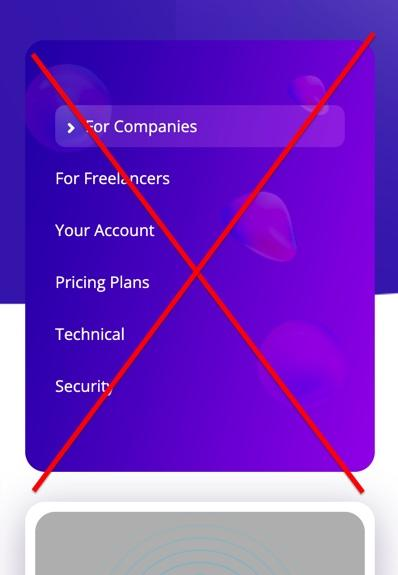 For Companies
For Freelancers
Your Account
Pricing Plans
Technical
Security